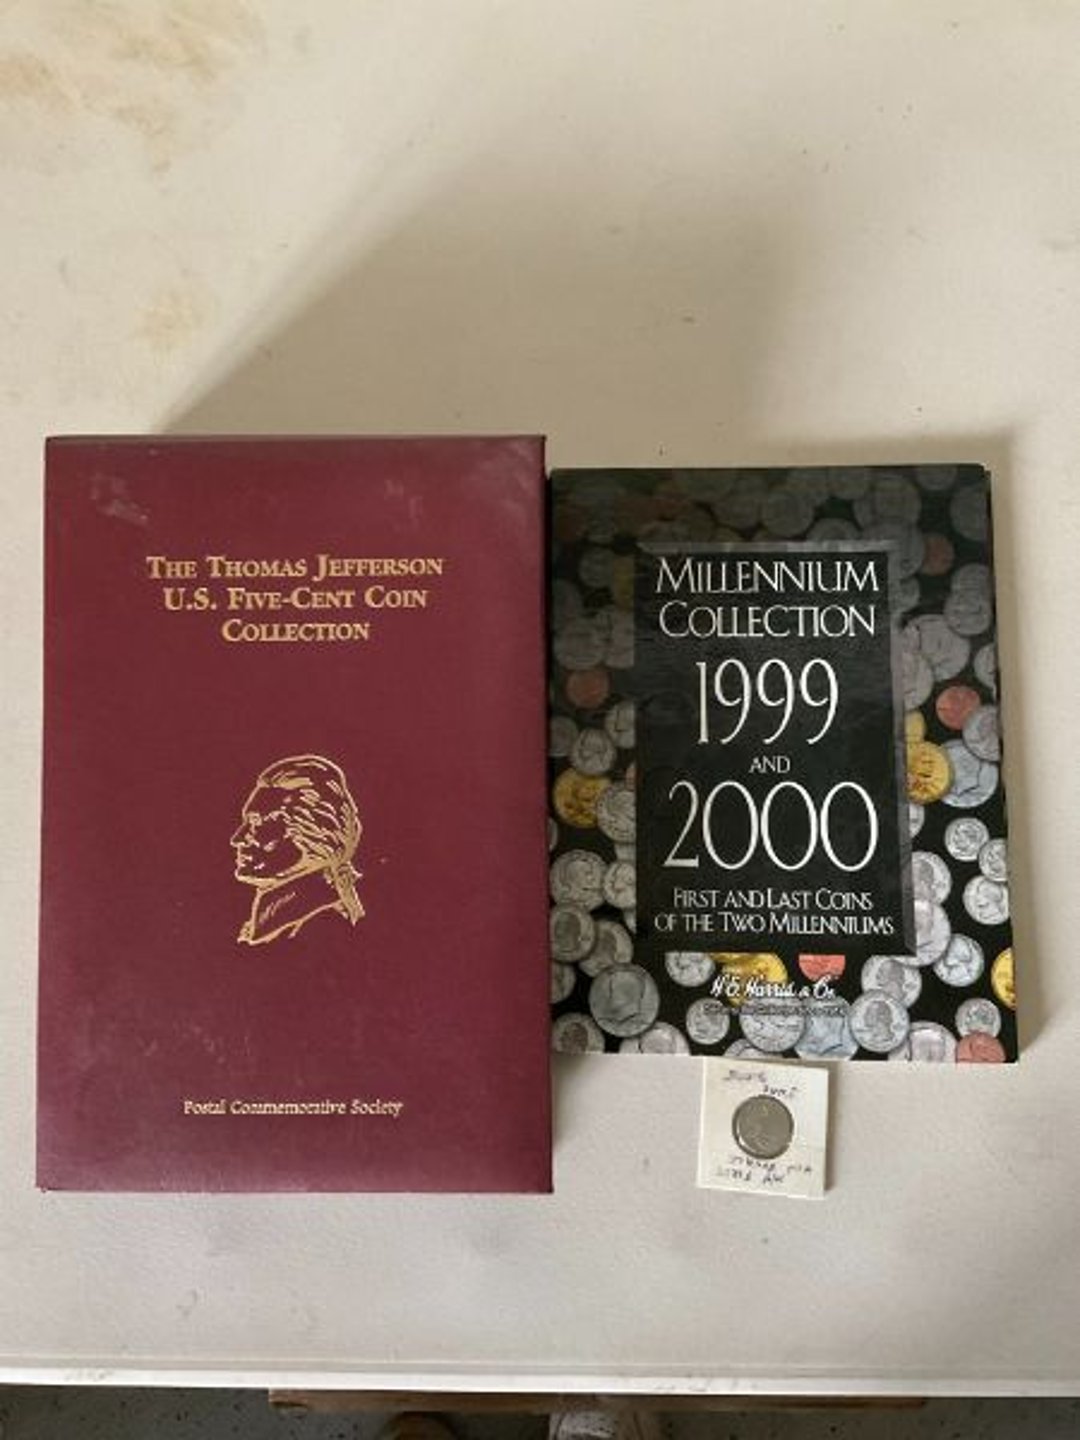 THE THOMAS JEFFERSON
U.S. FIVE-CENT COIN
COLLECTION
Postal Commemorative Society
MILLENNIUM
COLLECTION
1999
AND
2000
FIRST AND LAST COINS
OF THE TWO MILLENNIUMS
H.E. Harris & Co.